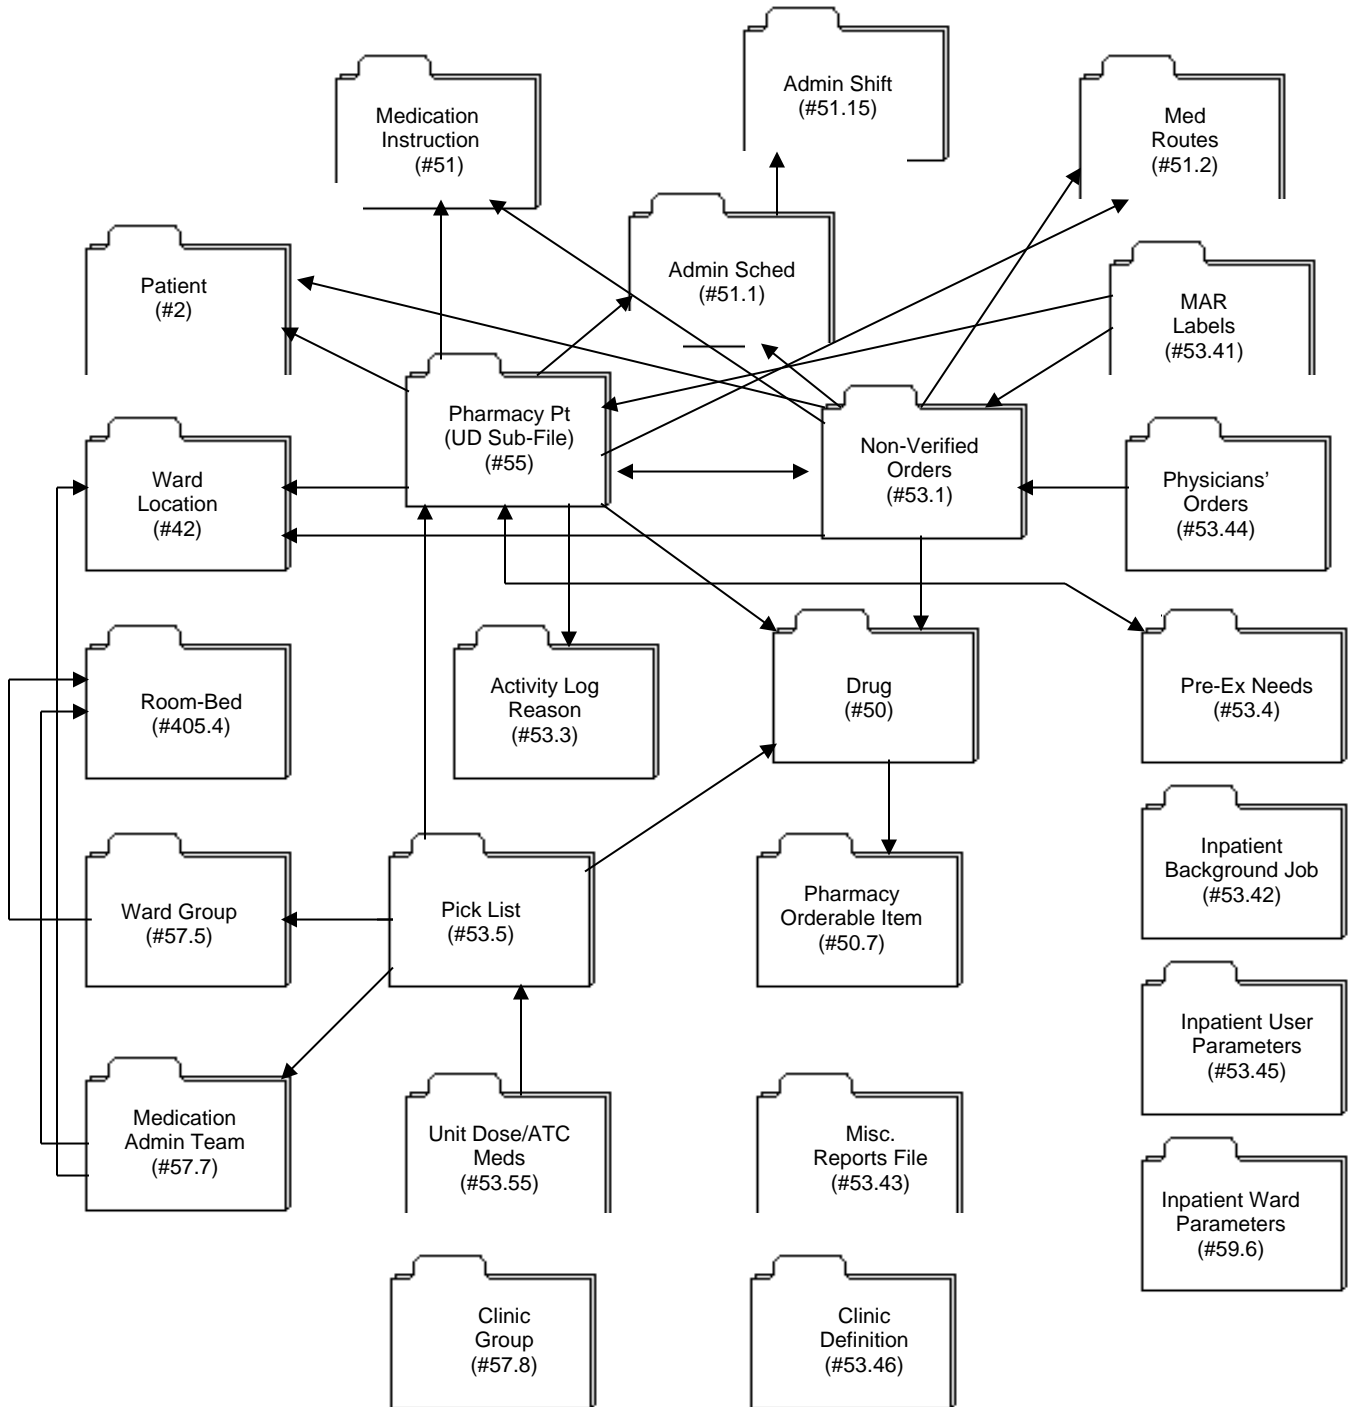 Admin Shift
(#51.15)
Medication
Instruction
(#51)
Med
Routes
(#51.2)
Patient
(#2)
Admin Sched
(#51.1)
MAR
Labels
(#53.41)
Pharmacy Pt
(UD Sub-File)
(#55)
Non-Verified
Orders
(#53.1)
Ward
Location
(#42)
Physicians’
Orders
(#53.44)
Room-Bed
(#405.4)
Activity Log
Reason
(#53.3)
Drug
(#50)
Pre-Ex Needs
(#53.4)
Inpatient
Background Job
(#53.42)
Ward Group
(#57.5)
Pick List
(#53.5)
Pharmacy
Orderable Item
(#50.7)
Inpatient User
Parameters
(#53.45)
Medication
Admin Team
(#57.7)
Unit Dose/ATC
Meds
(#53.55)
Misc.
Reports File
(#53.43)
Inpatient Ward
Parameters
(#59.6)
Clinic
Group
(#57.8)
Clinic
Definition
(#53.46)